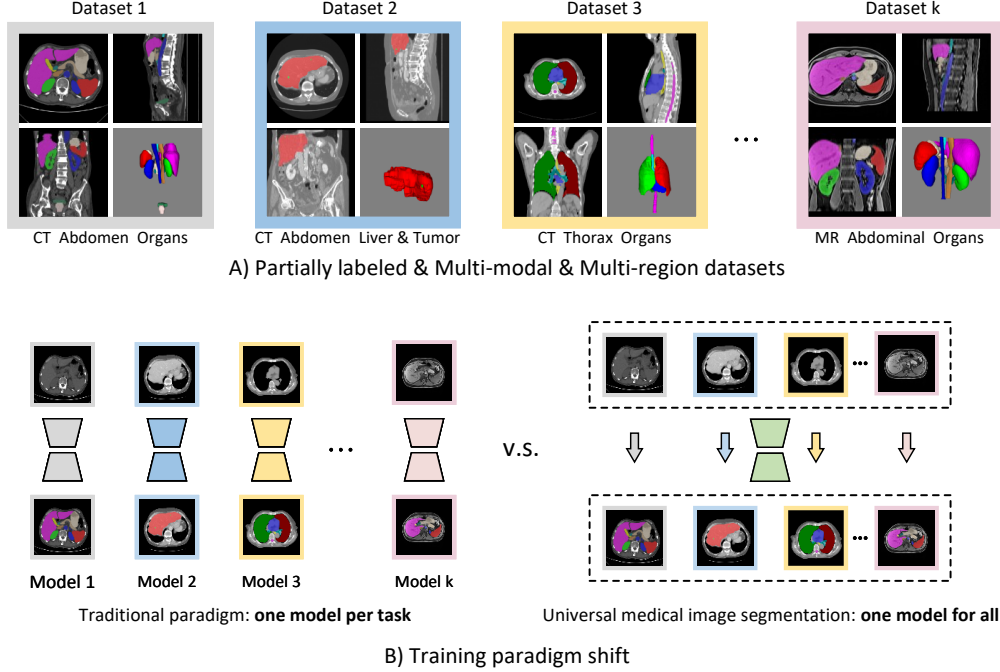 Dataset 1
Dataset 2
Dataset 3
Dataset k
...
CT Abdomen Organs
CT Abdomen Liver & Tumor
CT Thorax Organs
MR Abdominal Organs
A) Partially labeled & Multi-modal & Multi-region datasets
...
...
v.s.
...
Model 1
Model 2
Model 3
Model k
Traditional paradigm: one model per task
Universal medical image segmentation: one model for all
B) Training paradigm shift